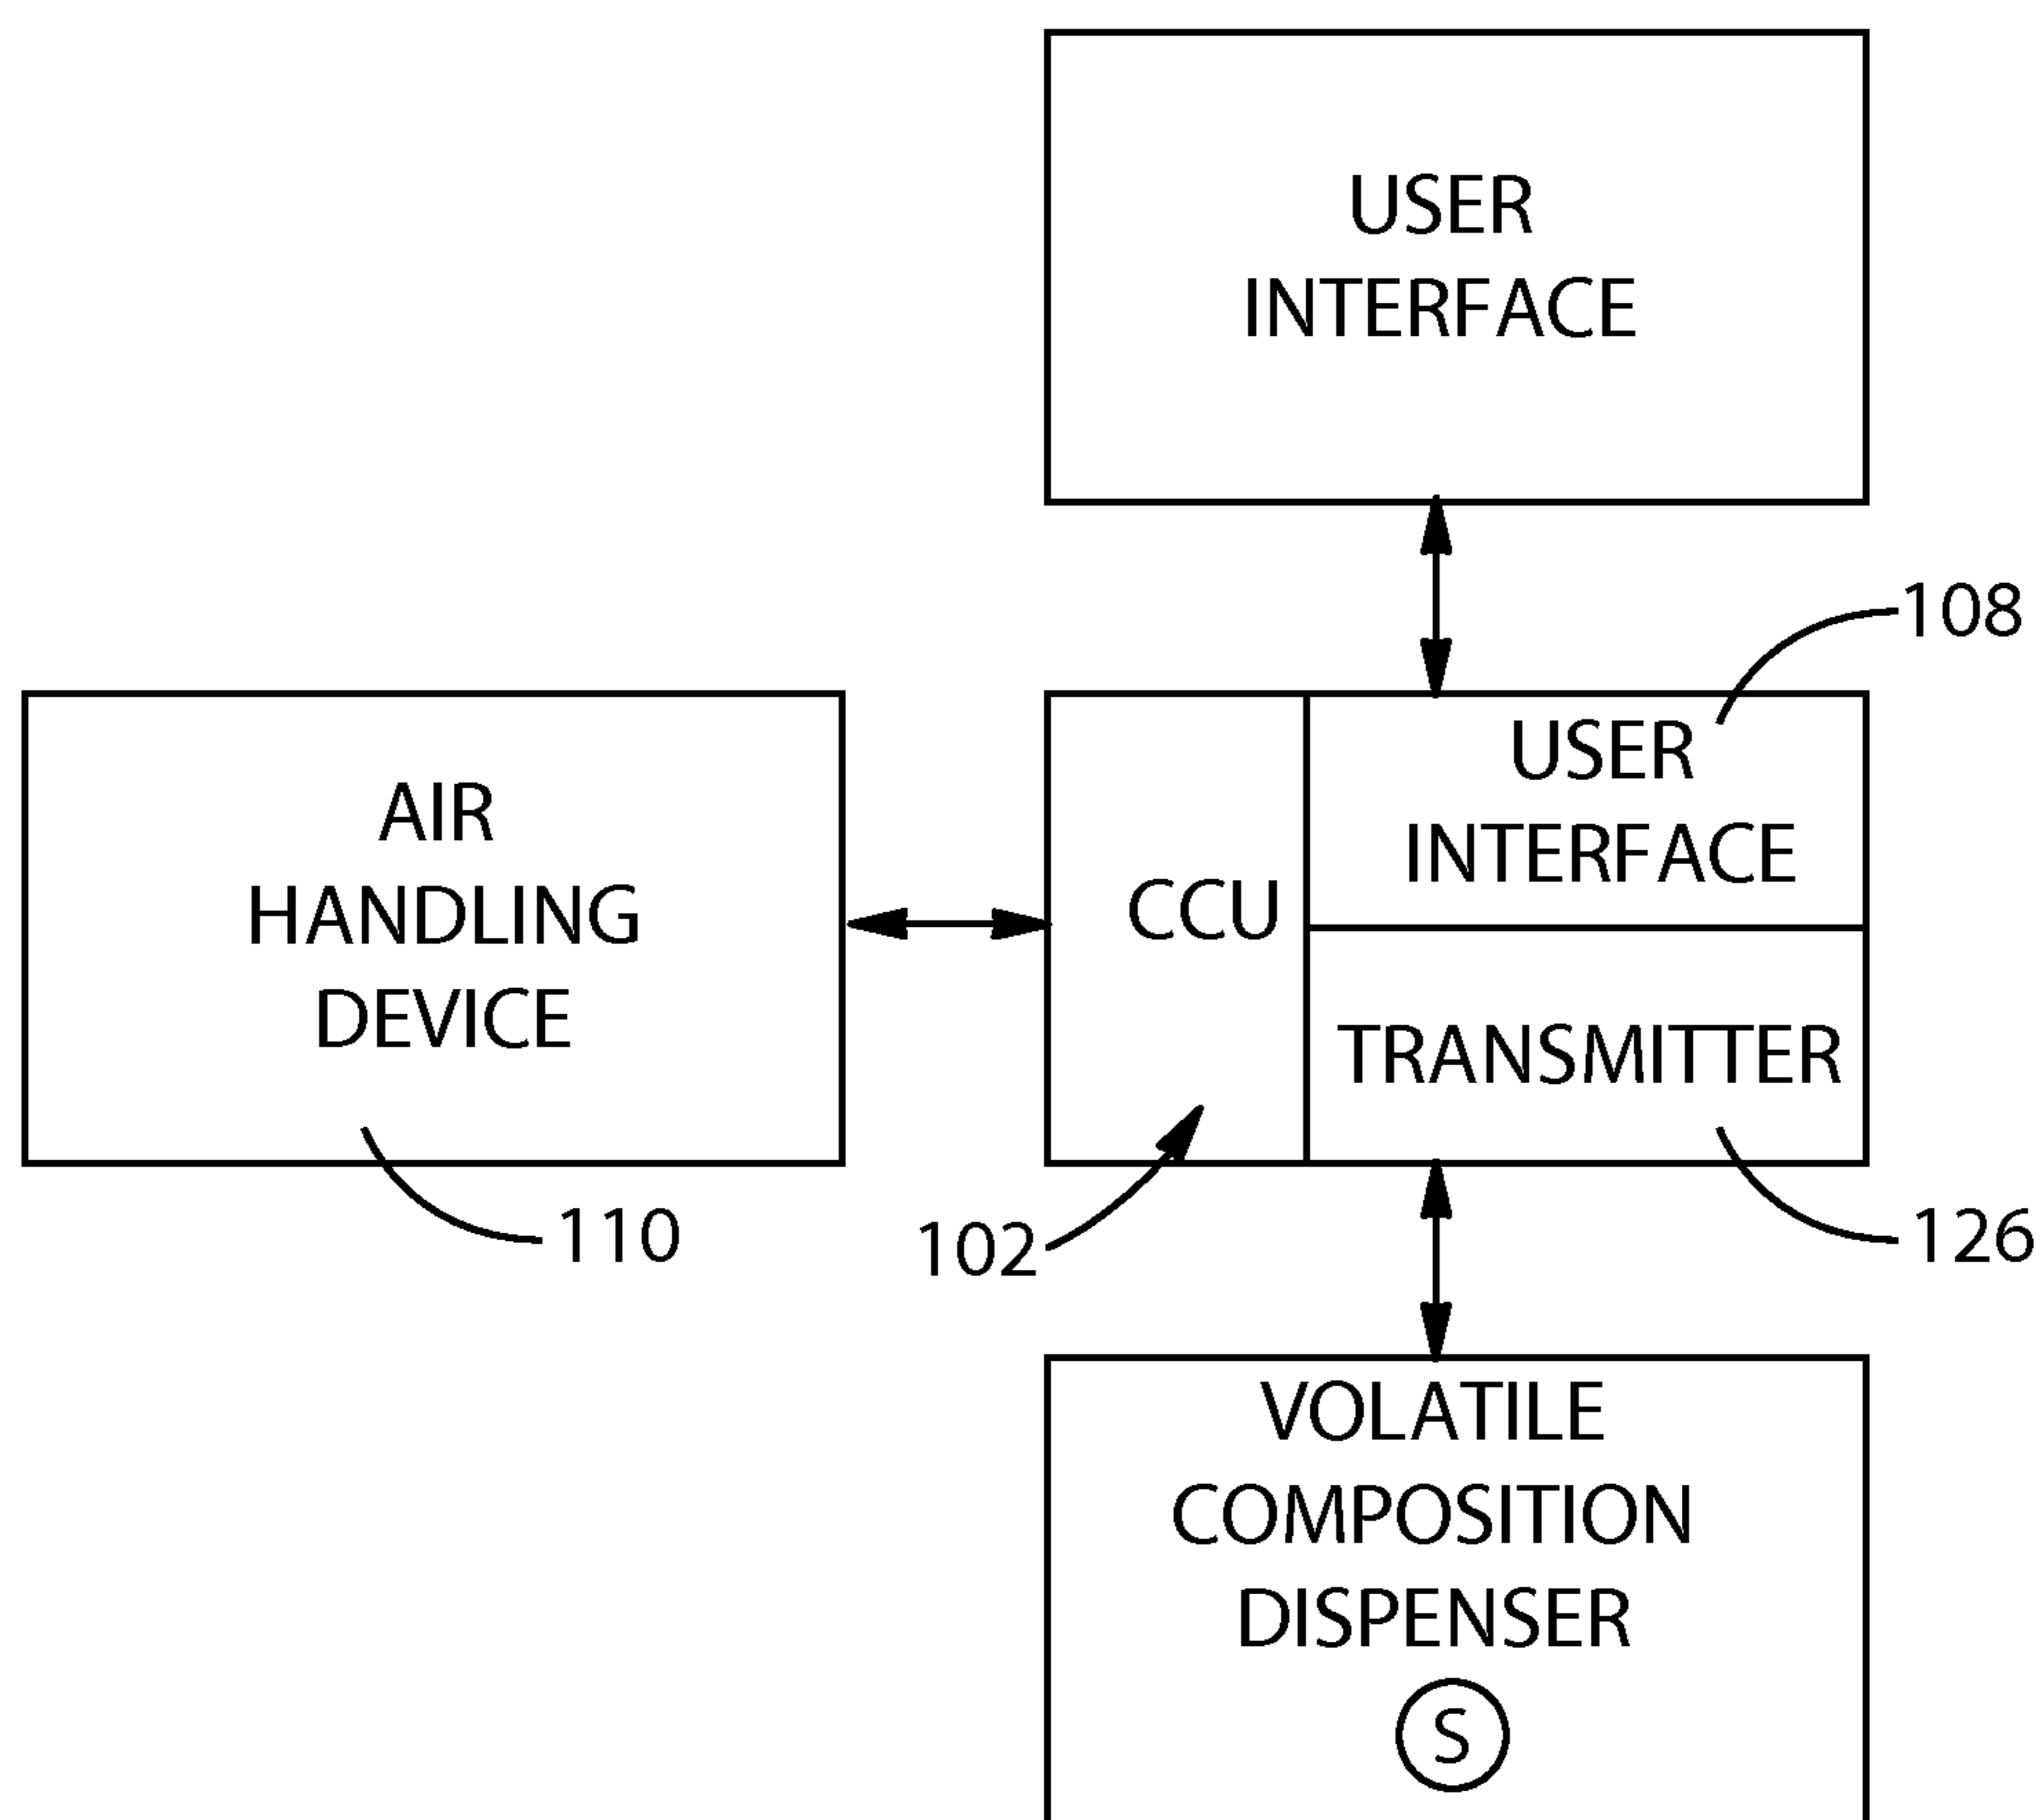 USER
INTERFACE
108
AIR
HANDLING
DEVICE
110
CCU
102
USER
INTERFACE
TRANSMITTER
126
VOLATILE
COMPOSITION
DISPENSER
S